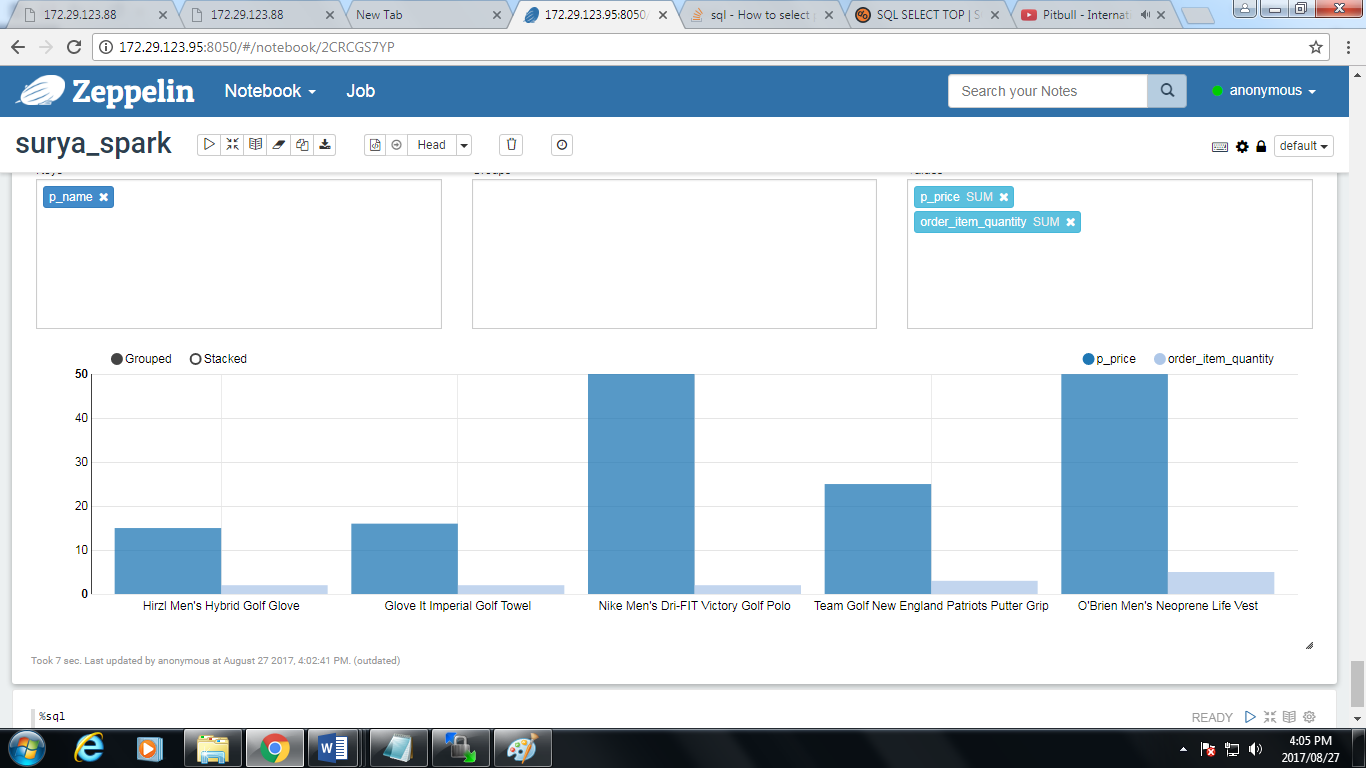 172.29.123.88
172.29.123.88
New Tab
172.29.123.95:8050/
sql - How to select
SQL SELECT TOP | S
Pitbull - Internat
172.29.123.95:8050/#/notebook/2CRCGS7YP
Zeppelin Notebook Job Search your Notes anonymous
surya_spark Head default
p_name
p_price SUM
order_item_quantity SUM
Grouped Stacked p_price order_item_quantity
50
40
30
20
10
0
Hirzl Men's Hybrid Golf Glove Glove It Imperial Golf Towel Nike Men's Dri-FIT Victory Golf Polo Team Golf New England Patriots Putter Grip O'Brien Men's Neoprene Life Vest
Took 7 sec. Last updated by anonymous at August 27 2017, 4:02:41 PM. (outdated)
%sql READY
4:05 PM
2017/08/27